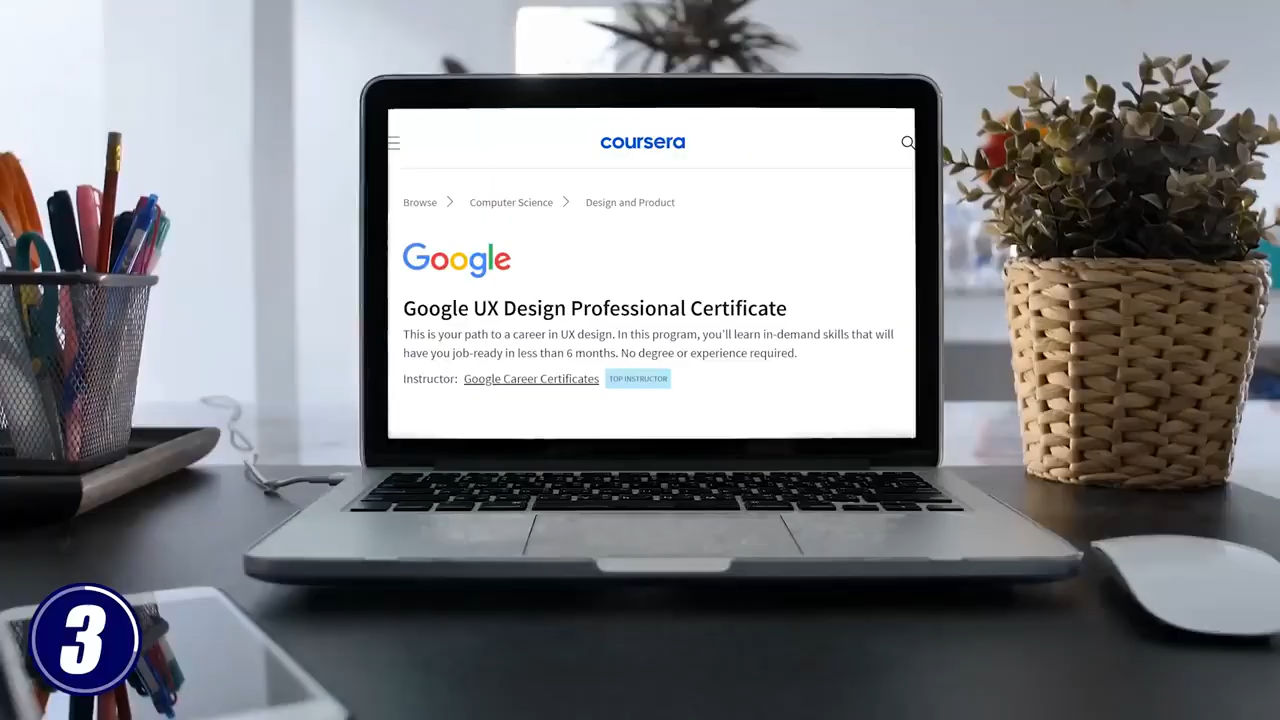 coursera
Browse > Computer Science > Design and Product
Google
Google UX Design Professional Certificate
This is your path to a career in UX design. In this program, you'll learn in-demand skills that will
have you job-ready in less than 6 months. No degree or experience required.
Instructor: Google Career Certificates TOP INSTRUCTOR
3